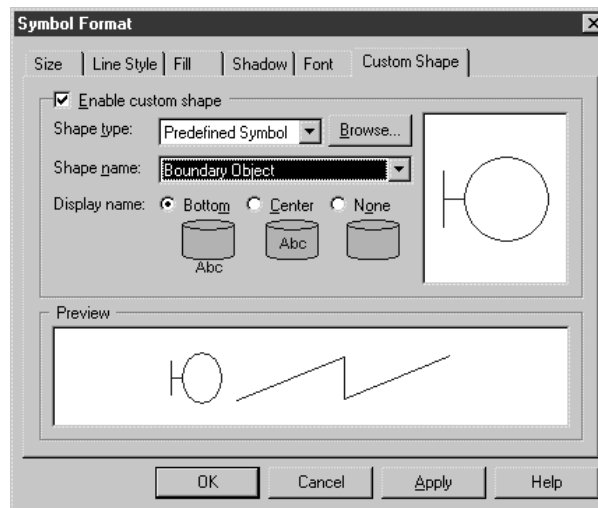 Symbol Format
Size Line Style Fill Shadow Font Custom Shape
Enable custom shape
Shape type: Predefined Symbol Browse...
Shape name: Boundary Object
Display name: Bottom Center None
Abc
Abc
Preview
OK Cancel Apply Help